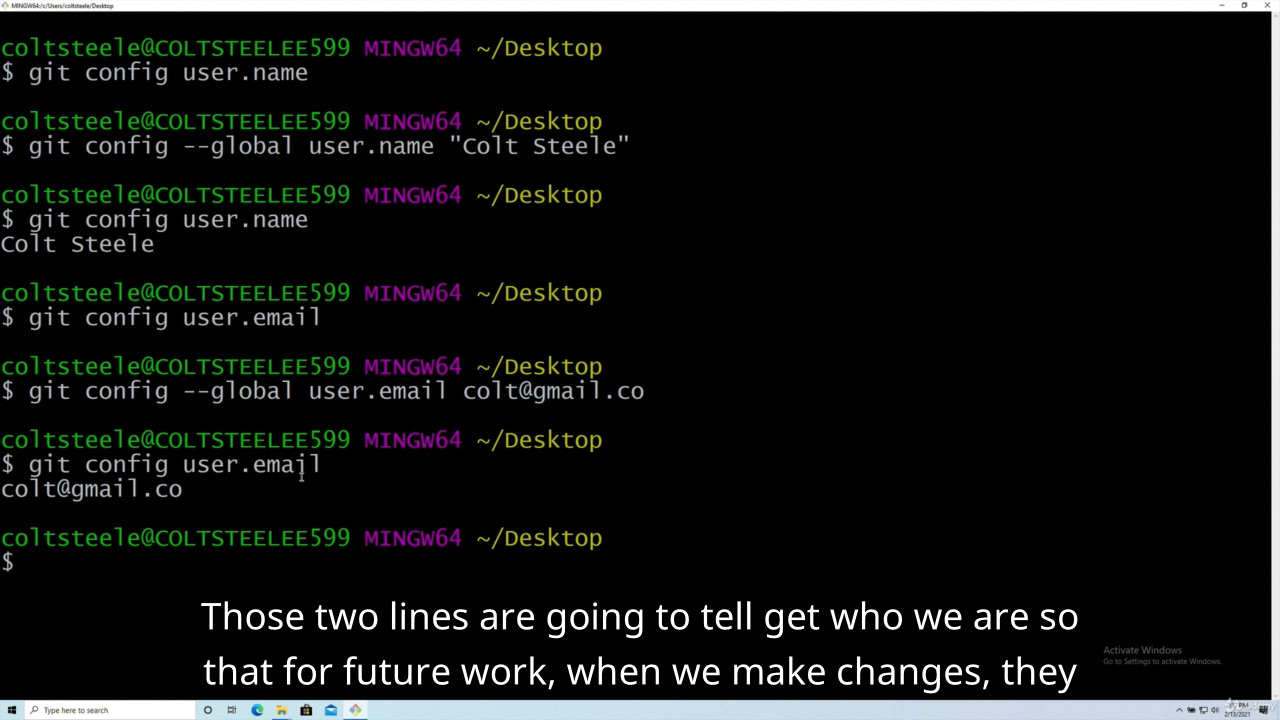 MINGW64:/c/Users/coltsteele/Desktop
coltsteele@COLTSTEELEE599 MINGW64 ~/Desktop
$ git config user.name
coltsteele@COLTSTEELEE599 MINGW64 ~/Desktop
$ git config --global user.name "Colt Steele"
coltsteele@COLTSTEELEE599 MINGW64 ~/Desktop
$ git config user.name
Colt Steele
coltsteele@COLTSTEELEE599 MINGW64 ~/Desktop
$ git config user.email
coltsteele@COLTSTEELEE599 MINGW64 ~/Desktop
$ git config --global user.email colt@gmail.co
coltsteele@COLTSTEELEE599 MINGW64 ~/Desktop
$ git config user.email
colt@gmail.co
coltsteele@COLTSTEELEE599 MINGW64 ~/Desktop
$
Those two lines are going to tell get who we are so
that for future work, when we make changes, they
Activate Windows
Go to Settings to activate Windows.
Type here to search
2/13/2021